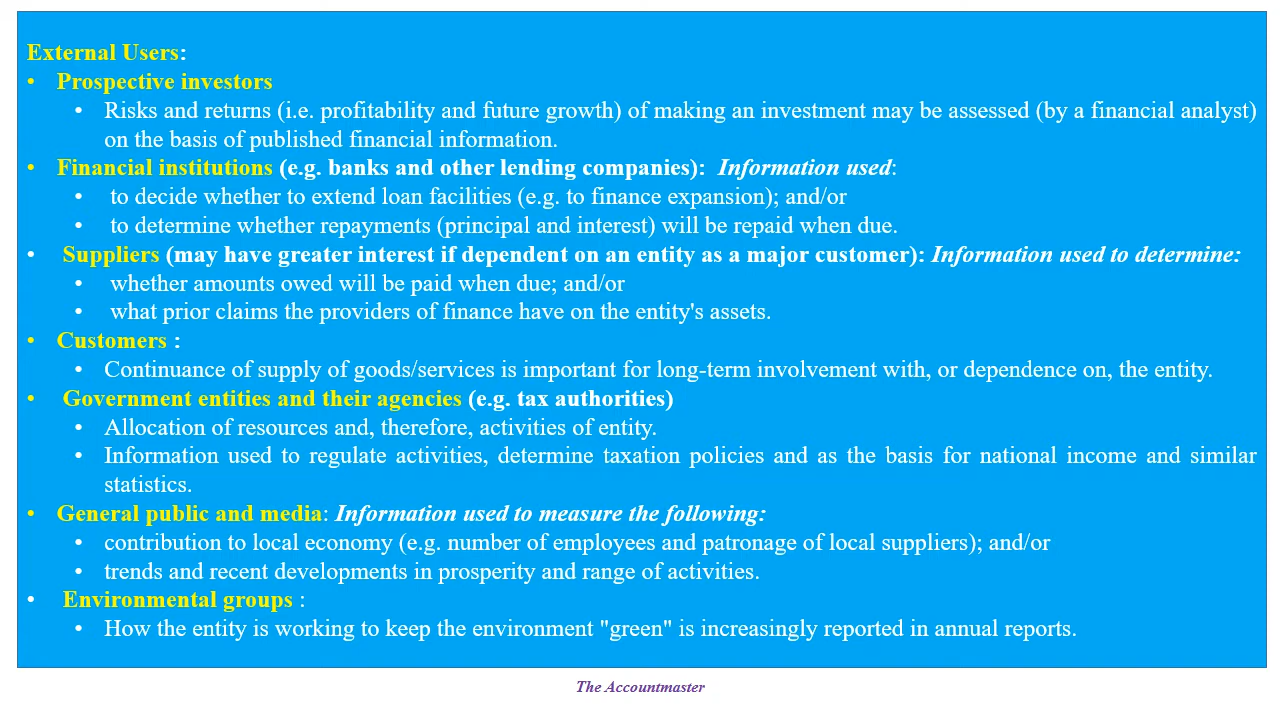 External Users:
• Prospective investors
• Risks and returns (i.e. profitability and future growth) of making an investment may be assessed (by a financial analyst)
on the basis of published financial information.
• Financial institutions (e.g. banks and other lending companies): Information used:
• to decide whether to extend loan facilities (e.g. to finance expansion); and/or
• to determine whether repayments (principal and interest) will be repaid when due.
• Suppliers (may have greater interest if dependent on an entity as a major customer): Information used to determine:
• whether amounts owed will be paid when due; and/or
• what prior claims the providers of finance have on the entity's assets.
• Customers :
• Continuance of supply of goods/services is important for long-term involvement with, or dependence on, the entity.
• Government entities and their agencies (e.g. tax authorities)
• Allocation of resources and, therefore, activities of entity.
• Information used to regulate activities, determine taxation policies and as the basis for national income and similar
statistics.
• General public and media: Information used to measure the following:
• contribution to local economy (e.g. number of employees and patronage of local suppliers); and/or
• trends and recent developments in prosperity and range of activities.
• Environmental groups :
• How the entity is working to keep the environment "green" is increasingly reported in annual reports.
The Accountmaster